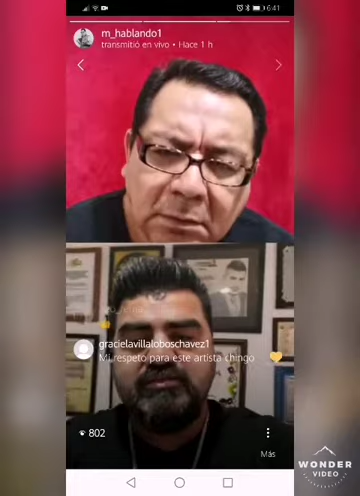 6:41
m_hablando1
transmitió en vivo • Hace 1 h
gracielavillaloboschavez1
Mi respeto para este artista chingo
802
Más
WONDER
VIDEO